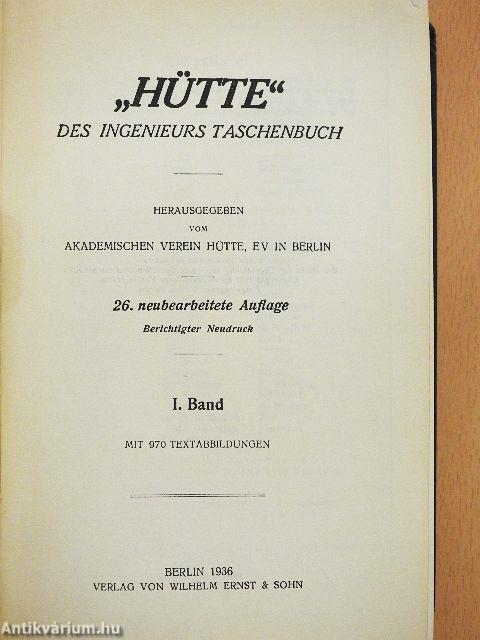 „HÜTTE“
DES INGENIEURS TASCHENBUCH
HERAUSGEGEBEN
VOM
AKADEMISCHEN VEREIN HÜTTE, E.V IN BERLIN
26. neubearbeitete Auflage
Berichtigter Neudruck
I. Band
MIT 970 TEXTABBILDUNGEN
BERLIN 1936
VERLAG VON WILHELM ERNST & SOHN
Antikvárium.hu